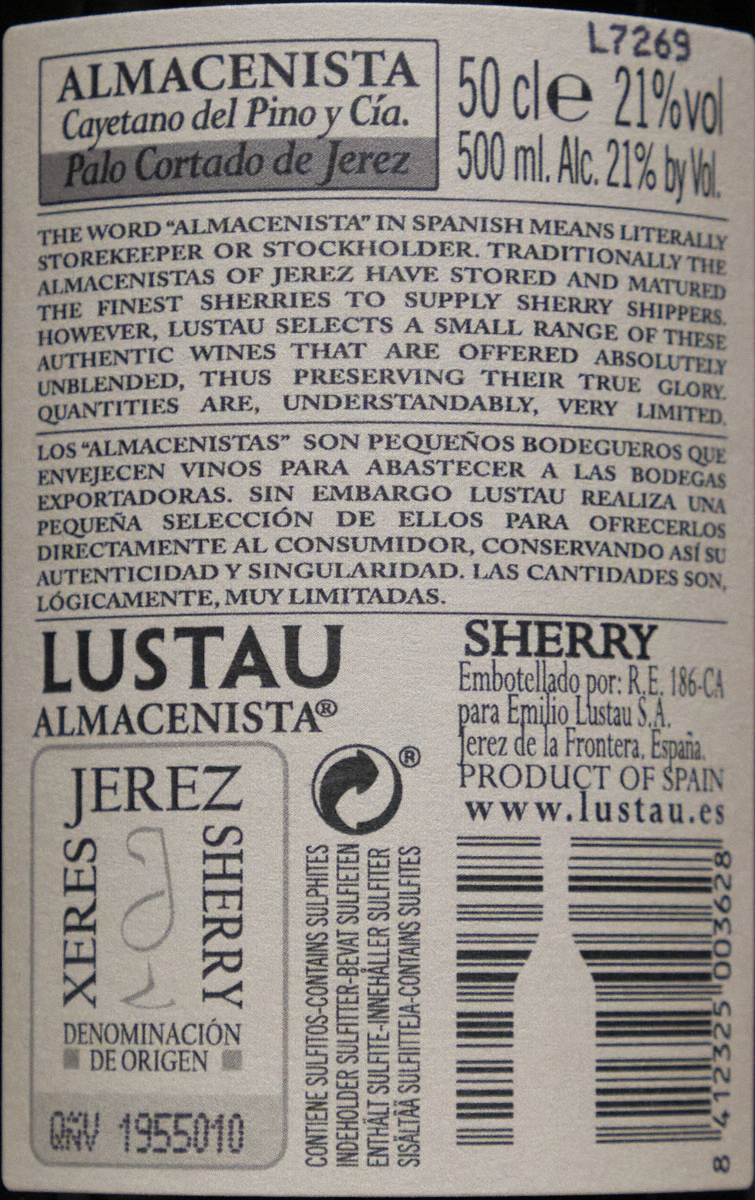 L7269
ALMACENISTA
Cayetano del Pino y Cía.
Palo Cortado de Jerez
50 cl e 21%vol
500 ml. Alc. 21% by Vol.
THE WORD “ALMACENISTA” IN SPANISH MEANS LITERALLY
STOREKEEPER OR STOCKHOLDER. TRADITIONALLY THE
ALMACENISTAS OF JEREZ HAVE STORED AND MATURED
THE FINEST SHERRIES TO SUPPLY SHERRY SHIPPERS.
HOWEVER, LUSTAU SELECTS A SMALL RANGE OF THESE
AUTHENTIC WINES THAT ARE OFFERED ABSOLUTELY
UNBLENDED, THUS PRESERVING THEIR TRUE GLORY.
QUANTITIES ARE, UNDERSTANDABLY, VERY LIMITED.
LOS “ALMACENISTAS” SON PEQUEÑOS BODEGUEROS QUE
ENVEJECEN VINOS PARA ABASTECER A LAS BODEGAS
EXPORTADORAS. SIN EMBARGO LUSTAU REALIZA UNA
PEQUEÑA SELECCIÓN DE ELLOS PARA OFRECERLOS
DIRECTAMENTE AL CONSUMIDOR, CONSERVANDO ASÍ SU
AUTENTICIDAD Y SINGULARIDAD. LAS CANTIDADES SON,
LÓGICAMENTE, MUY LIMITADAS.
LUSTAU
ALMACENISTA®
SHERRY
Embotellado por: R.E. 186-CA
para Emilio Lustau S.A.
Jerez de la Frontera, España.
PRODUCT OF SPAIN
www.lustau.es
JEREZ
XERES
SHERRY
DENOMINACIÓN
DE ORIGEN
QÑV 1955010
®
CONTIENE SULFITOS-CONTAINS SULPHITES
INDEHOLDER SULFITTER-BEVAT SULFIETEN
ENTHÄLT SULFITE-INNEHÅLLER SULFITER
SISÄLTÄÄ SULFIITTEJA-CONTAINS SULFITES
8 412325 003628